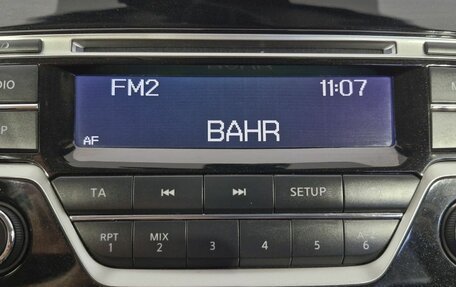 FM2 11:07
BAHR
AF
TA SETUP
RPT MIX A-Z
1 2 3 4 5 6